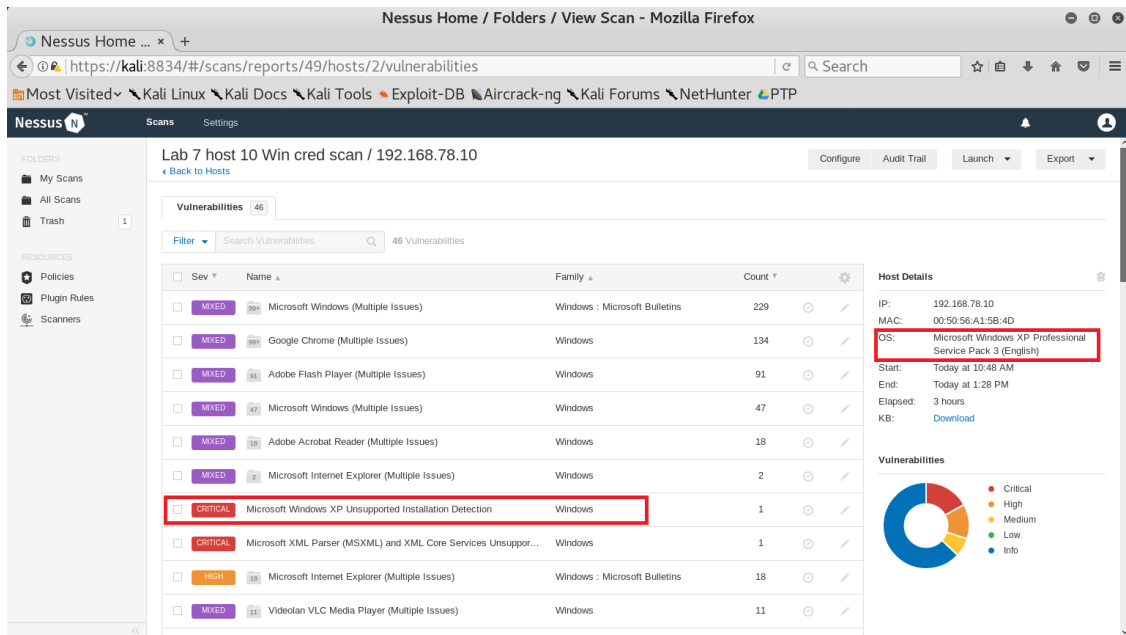 Nessus Home / Folders / View Scan - Mozilla Firefox
Nessus Home ... × +
https://kali:8834/#/scans/reports/49/hosts/2/vulnerabilities
Search
Most Visited Kali Linux Kali Docs Kali Tools Exploit-DB Aircrack-ng Kali Forums NetHunter PTP
Nessus N Scans Settings
FOLDERS
My Scans
All Scans
Trash 1
RESOURCES
Policies
Plugin Rules
Scanners
Lab 7 host 10 Win cred scan / 192.168.78.10
‹ Back to Hosts
Configure Audit Trail Launch Export
Vulnerabilities 46
Filter Search Vulnerabilities 46 Vulnerabilities
Sev Name Family Count
MIXED 99+ Microsoft Windows (Multiple Issues) Windows : Microsoft Bulletins 229
MIXED 99+ Google Chrome (Multiple Issues) Windows 134
MIXED 91 Adobe Flash Player (Multiple Issues) Windows 91
MIXED 47 Microsoft Windows (Multiple Issues) Windows 47
MIXED 18 Adobe Acrobat Reader (Multiple Issues) Windows 18
MIXED 2 Microsoft Internet Explorer (Multiple Issues) Windows 2
CRITICAL Microsoft Windows XP Unsupported Installation Detection Windows 1
CRITICAL Microsoft XML Parser (MSXML) and XML Core Services Unsuppor... Windows 1
HIGH 18 Microsoft Internet Explorer (Multiple Issues) Windows : Microsoft Bulletins 18
MIXED 11 Videolan VLC Media Player (Multiple Issues) Windows 11
Host Details
IP: 192.168.78.10
MAC: 00:50:56:A1:5B:4D
OS: Microsoft Windows XP Professional
Service Pack 3 (English)
Start: Today at 10:48 AM
End: Today at 1:28 PM
Elapsed: 3 hours
KB: Download
Vulnerabilities
Critical
High
Medium
Low
Info